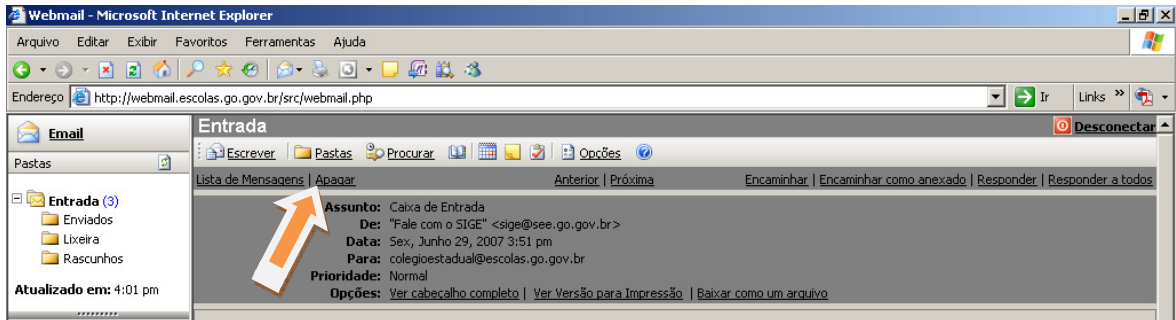 Webmail - Microsoft Internet Explorer
Arquivo Editar Exibir Favoritos Ferramentas Ajuda
Endereço http://webmail.escolas.go.gov.br/src/webmail.php Ir Links »
Email
Entrada
Desconectar
Pastas
Escrever Pastas Procurar Opções
Lista de Mensagens | Apagar Anterior | Próxima Encaminhar | Encaminhar como anexado | Responder | Responder a todos
Entrada (3)
Enviados
Lixeira
Rascunhos
Atualizado em: 4:01 pm
Assunto: Caixa de Entrada
De: "Fale com o SIGE" <sige@see.go.gov.br>
Data: Sex, Junho 29, 2007 3:51 pm
Para: colegioestadual@escolas.go.gov.br
Prioridade: Normal
Opções: Ver cabeçalho completo | Ver Versão para Impressão | Baixar como um arquivo